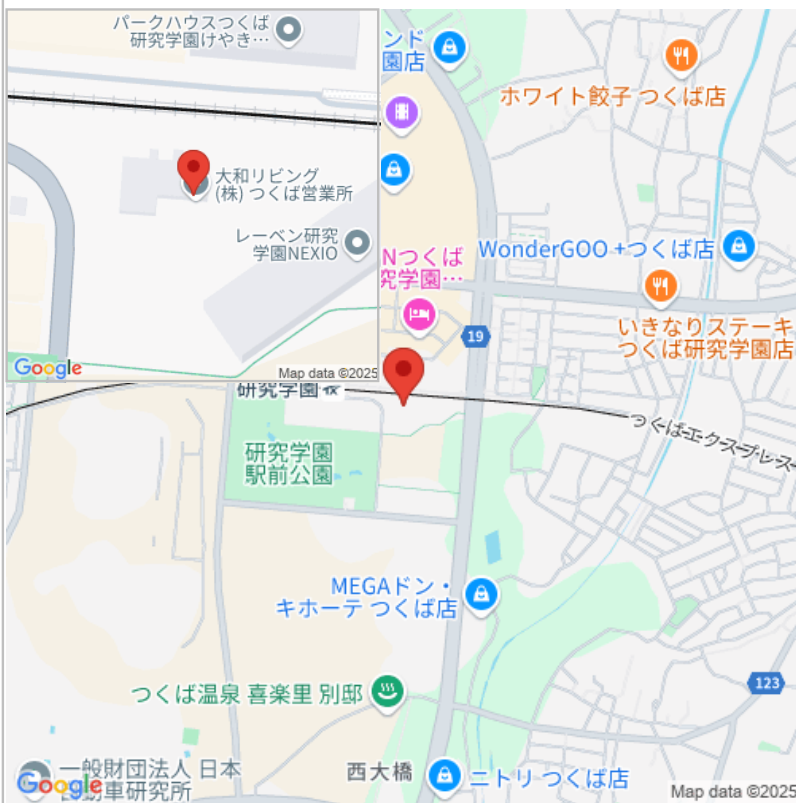 パークハウスつくば
研究学園けやき…
大和リビング
(株) つくば営業所
レーベン研究
学園NEXIO
Google
Map data ©2025
ンド
園店
ホワイト餃子 つくば店
Nつくば
究学園…
WonderGOO +つくば店
いきなりステーキ
つくば研究学園店
19
研究学園
つくばエクスプレス
研究学園
駅前公園
MEGAドン・
キホーテ つくば店
つくば温泉 喜楽里 別邸
123
一般財団法人 日本
自動車研究所
西大橋
ニトリ つくば店
Google
Map data ©2025